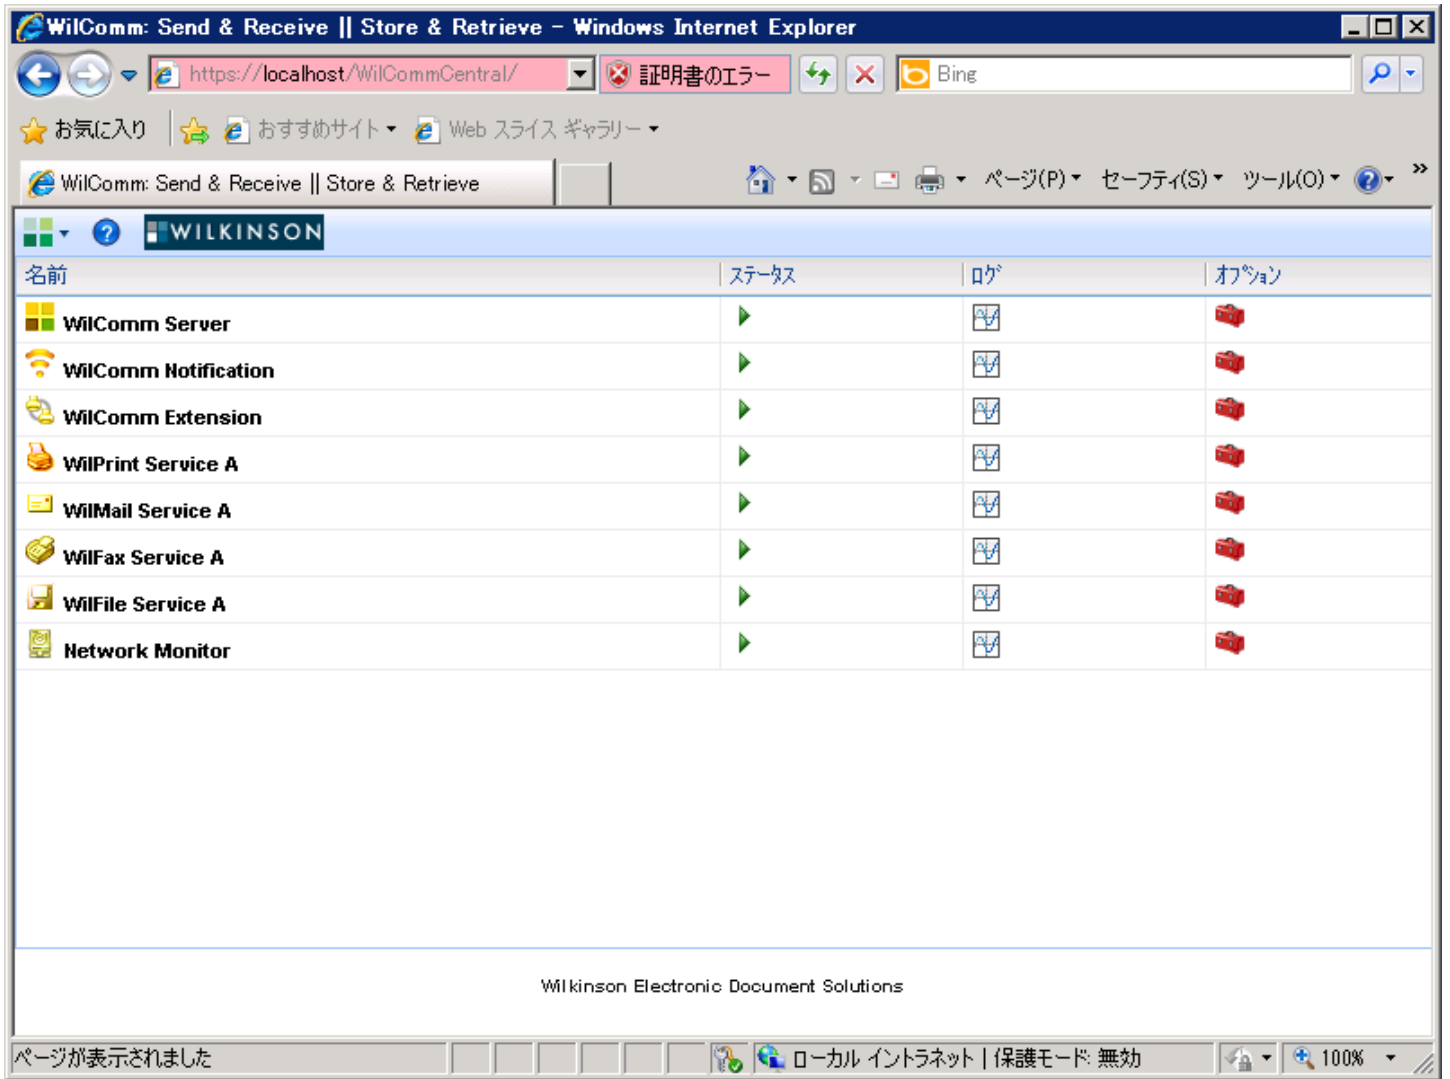 WilComm: Send & Receive || Store & Retrieve - Windows Internet Explorer
https://localhost/WilCommCentral/ 証明書のエラー Bing
お気に入り おすすめサイト Web スライス ギャラリー
WilComm: Send & Receive || Store & Retrieve ページ(P) セーフティ(S) ツール(O) »
WILKINSON
名前 ステータス ログ オプション
WilComm Server
WilComm Notification
WilComm Extension
WilPrint Service A
WilMail Service A
WilFax Service A
WilFile Service A
Network Monitor
Wilkinson Electronic Document Solutions
ページが表示されました ローカル イントラネット | 保護モード: 無効 100%